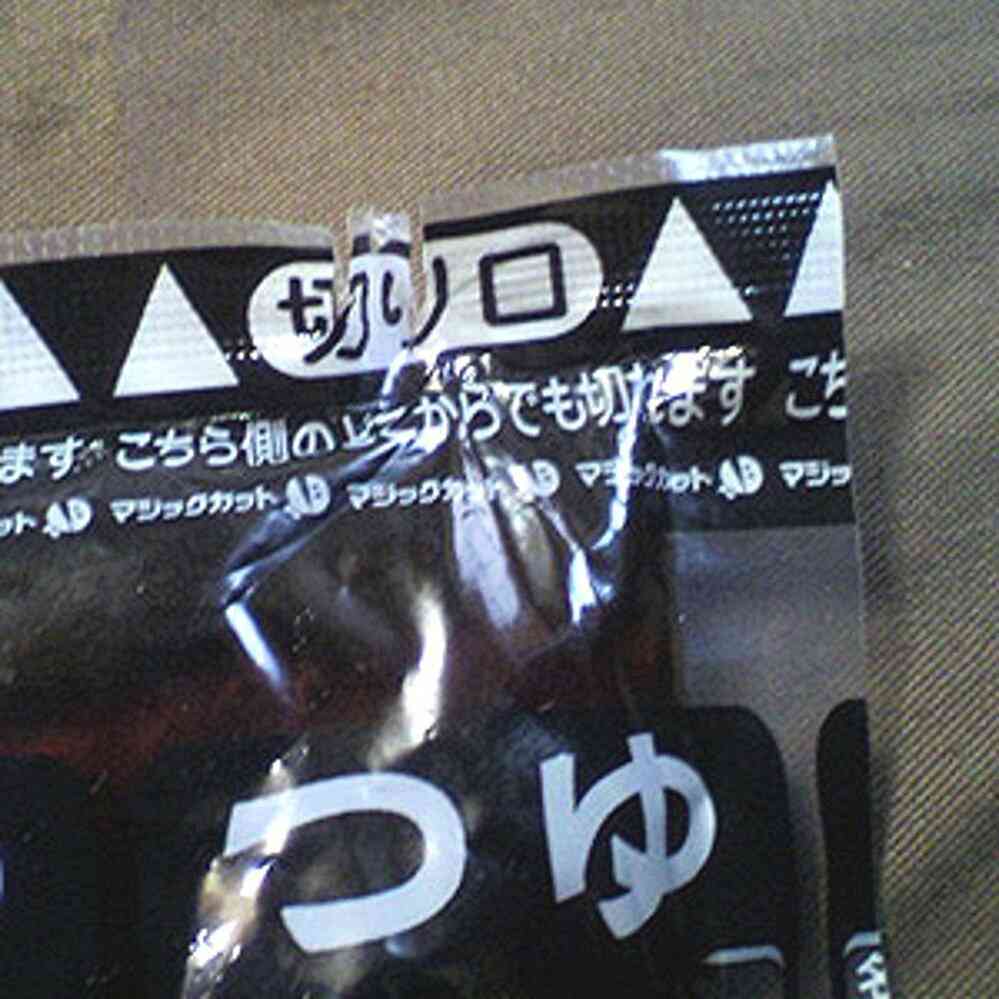 切り口
ます こちら側のどこからでも切れます こち
ット マジックカット マジックカット マジックカット マジッ
つゆ